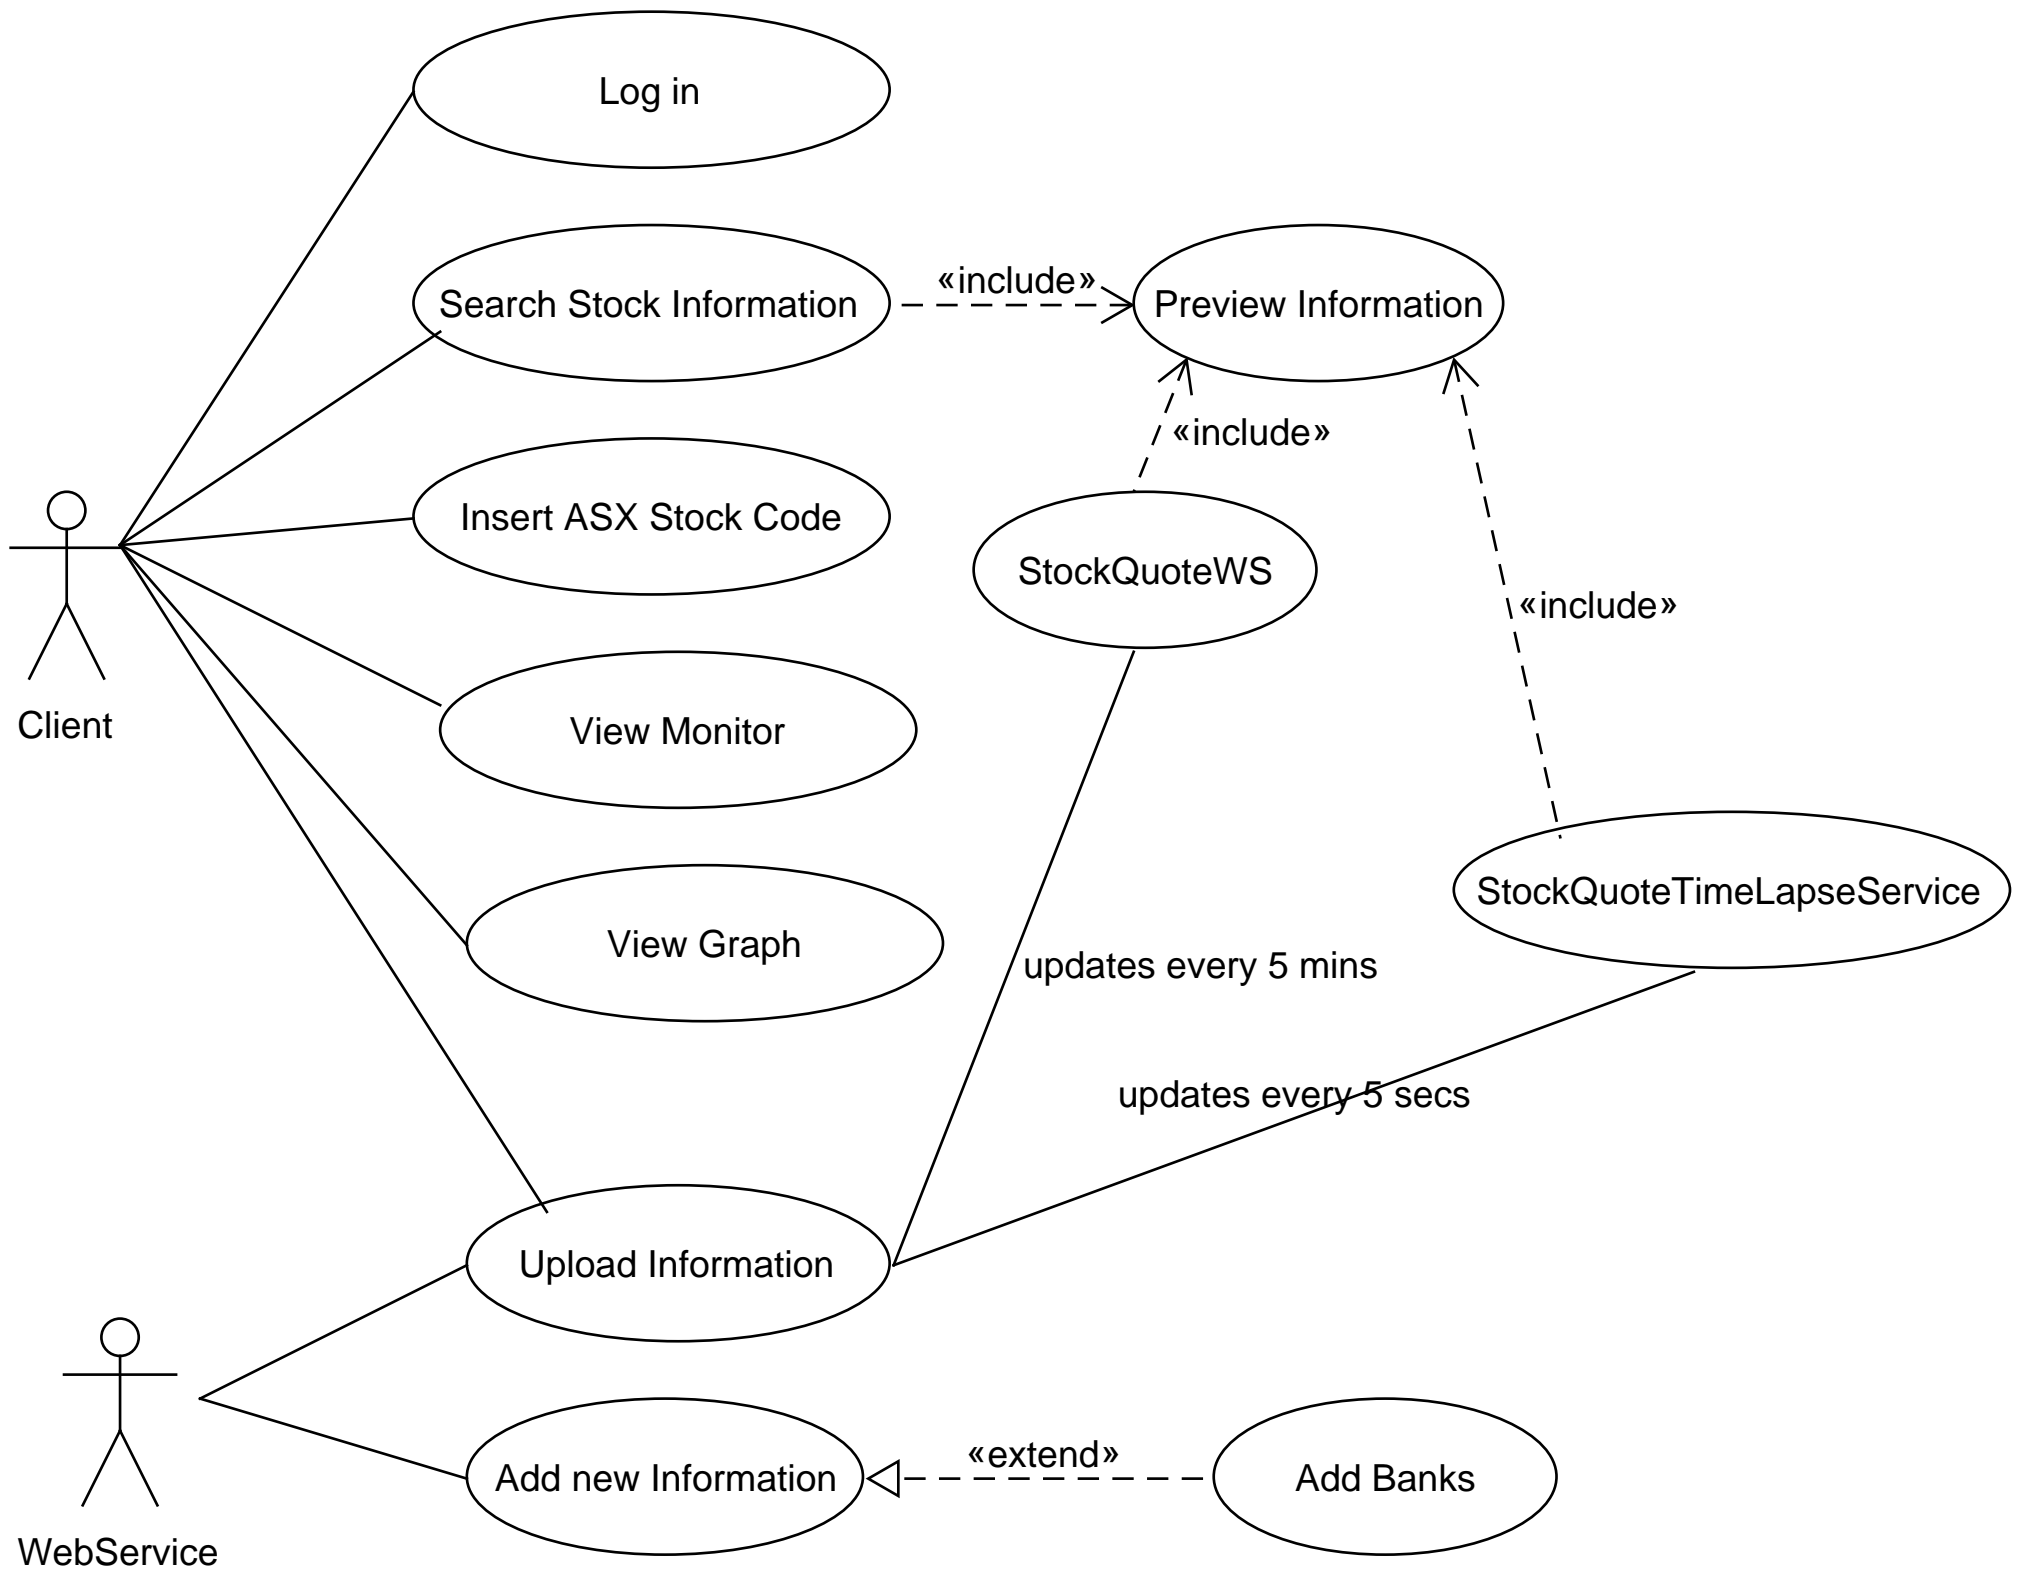 Log in
Search Stock Information
«include»
Preview Information
«include»
Insert ASX Stock Code
StockQuoteWS
«include»
Client
View Monitor
StockQuoteTimeLapseService
View Graph
updates every 5 mins
updates every 5 secs
Upload Information
«extend»
Add new Information
Add Banks
WebService